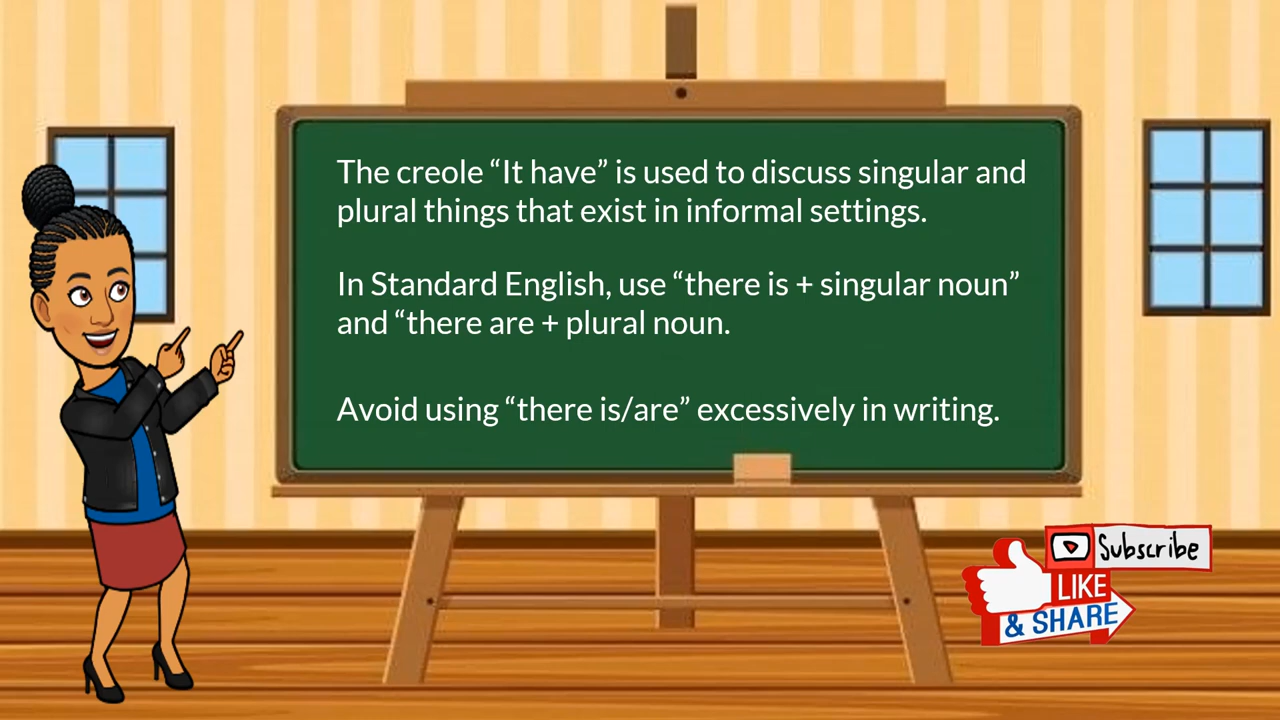 The creole “It have” is used to discuss singular and
plural things that exist in informal settings.
In Standard English, use “there is + singular noun”
and “there are + plural noun.
Avoid using “there is/are” excessively in writing.
Subscribe
LIKE
& SHARE